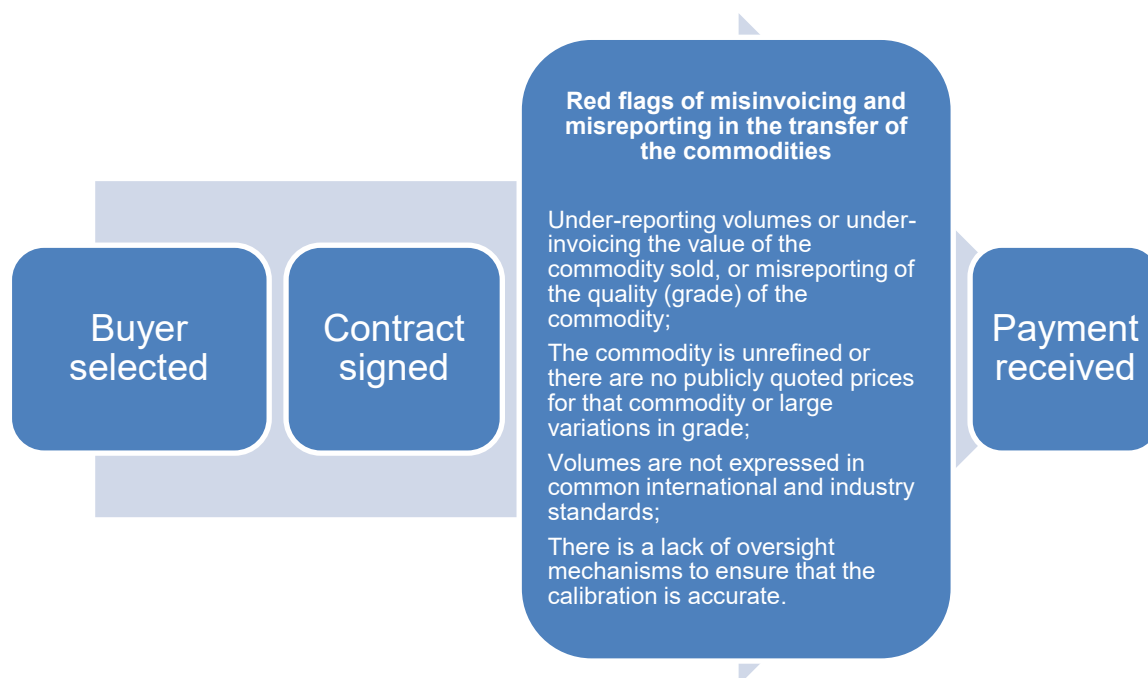 Buyer
selected
Contract
signed
Red flags of misinvoicing and
misreporting in the transfer of
the commodities
Under-reporting volumes or under-
invoicing the value of the
commodity sold, or misreporting of
the quality (grade) of the
commodity;
The commodity is unrefined or
there are no publicly quoted prices
for that commodity or large
variations in grade;
Volumes are not expressed in
common international and industry
standards;
There is a lack of oversight
mechanisms to ensure that the
calibration is accurate.
Payment
received